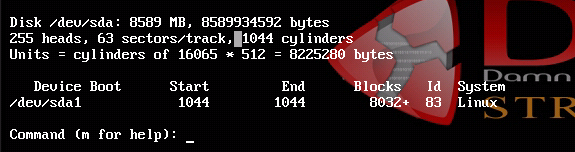 Disk /dev/sda: 8589 MB, 8589934592 bytes
255 heads, 63 sectors/track, 1044 cylinders
Units = cylinders of 16065 * 512 = 8225280 bytes
Device Boot Start End Blocks Id System
/dev/sda1 1044 1044 8032+ 83 Linux
Command (m for help): _
D
Damn
STR